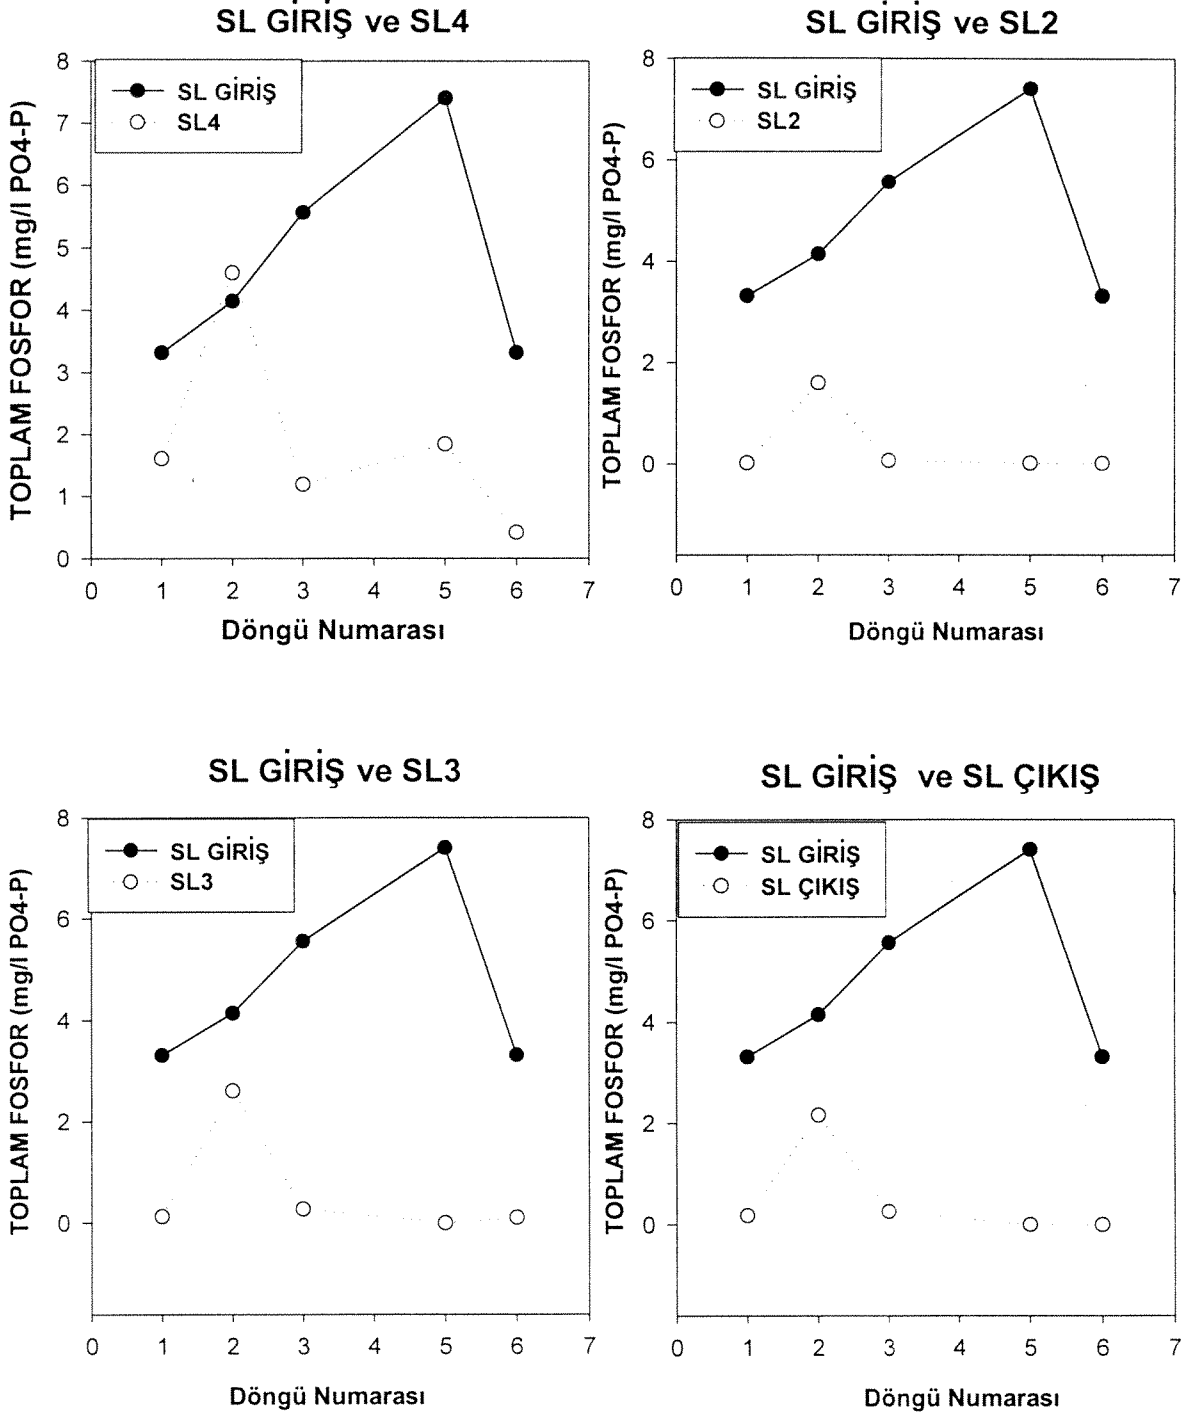 SL GİRİŞ ve SL4
TOPLAM FOSFOR (mg/l PO4-P)
8
7
6
5
4
3
2
1
0
SL GİRİŞ
SL4
0 1 2 3 4 5 6 7
Döngü Numarası
SL GİRİŞ ve SL2
TOPLAM FOSFOR (mg/l PO4-P)
8
6
4
2
0
SL GİRİŞ
SL2
0 1 2 3 4 5 6 7
Döngü Numarası
SL GİRİŞ ve SL3
TOPLAM FOSFOR (mg/l PO4-P)
8
6
4
2
0
SL GİRİŞ
SL3
0 1 2 3 4 5 6 7
Döngü Numarası
SL GİRİŞ ve SL ÇIKIŞ
TOPLAM FOSFOR (mg/l PO4-P)
8
6
4
2
0
SL GİRİŞ
SL ÇIKIŞ
0 1 2 3 4 5 6 7
Döngü Numarası